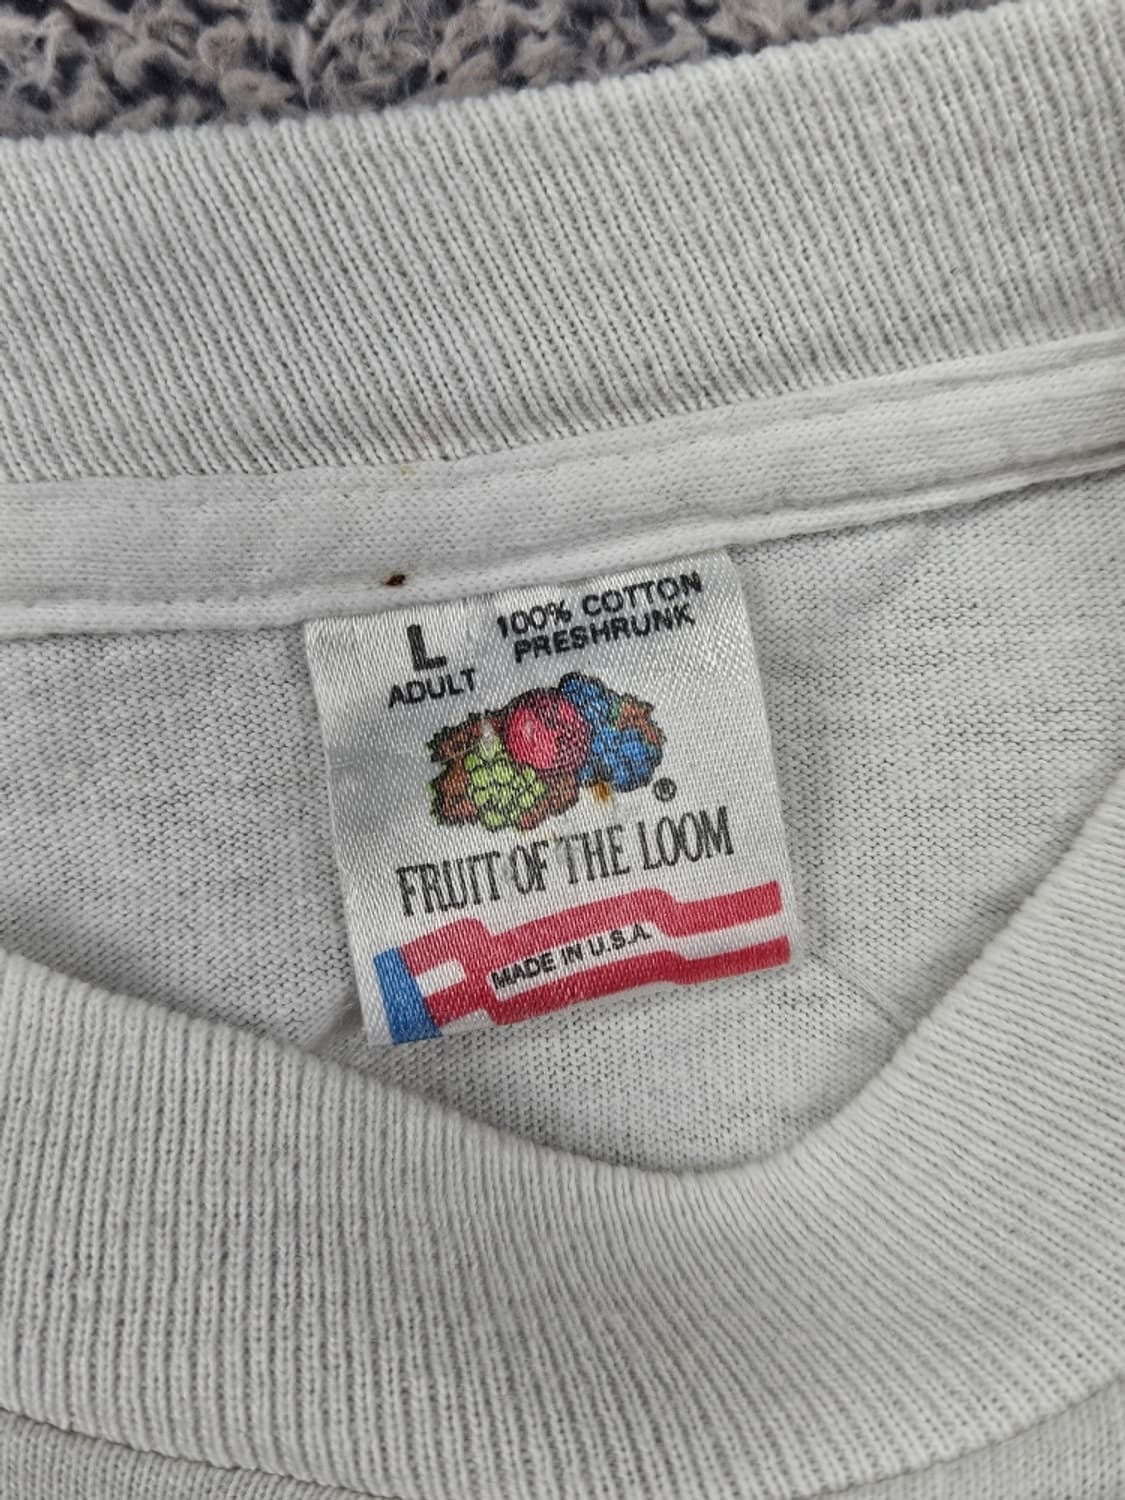 L
ADULT
100% COTTON
PRESHRUNK
®
FRUIT OF THE LOOM
MADE IN U.S.A.